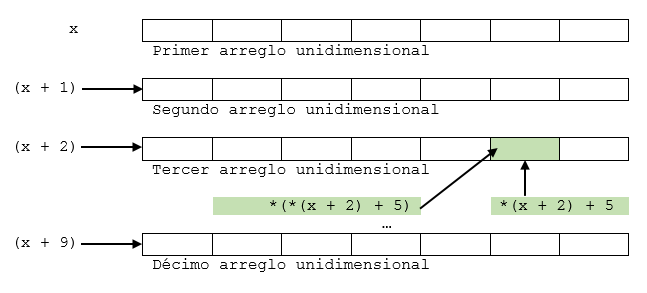 x
Primer arreglo unidimensional
(x + 1)
Segundo arreglo unidimensional
(x + 2)
Tercer arreglo unidimensional
*(*(x + 2) + 5) *(x + 2) + 5
…
(x + 9)
Décimo arreglo unidimensional